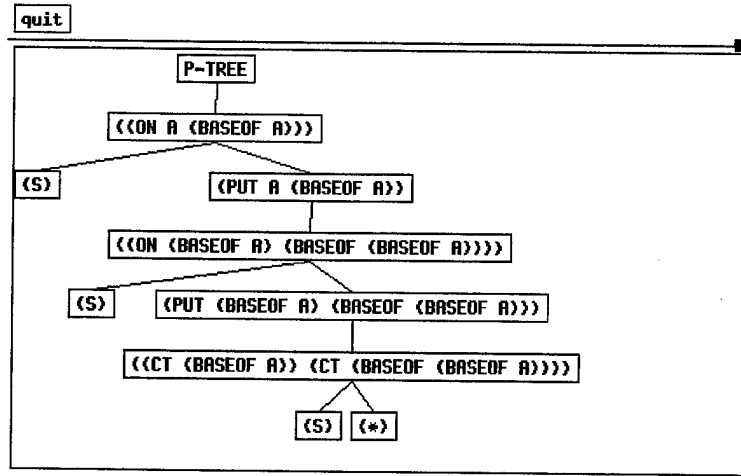 quit
P-TREE
((ON A (BASEOF A)))
(S) (PUT A (BASEOF A))
((ON (BASEOF A) (BASEOF (BASEOF A))))
(S) (PUT (BASEOF A) (BASEOF (BASEOF A)))
((CT (BASEOF A)) (CT (BASEOF (BASEOF A))))
(S) (*)